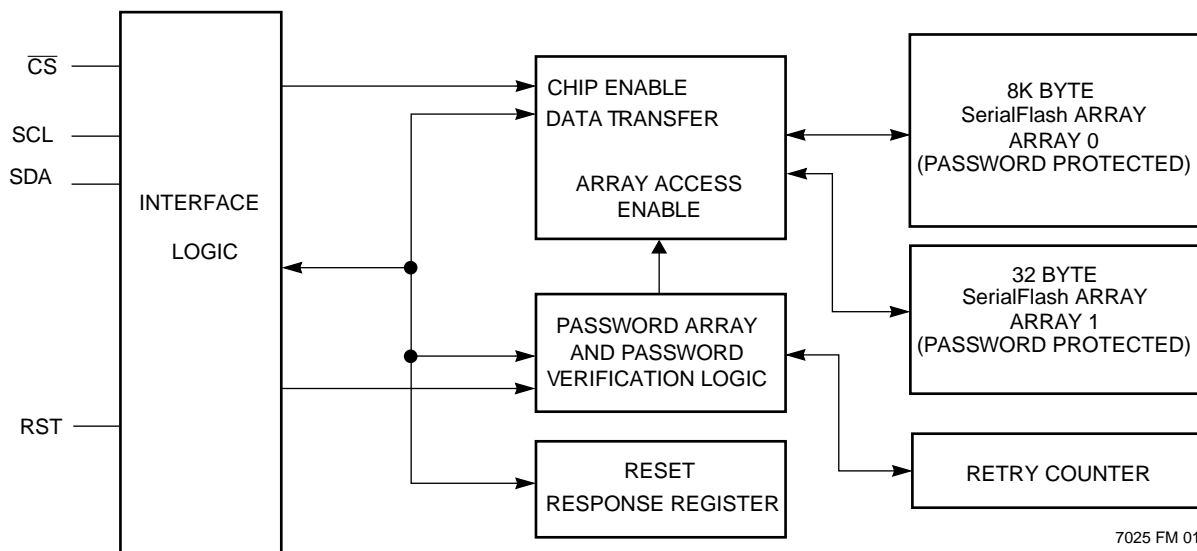 C̅S̅
SCL
SDA
RST
INTERFACE
LOGIC
CHIP ENABLE
DATA TRANSFER
ARRAY ACCESS
ENABLE
PASSWORD ARRAY
AND PASSWORD
VERIFICATION LOGIC
RESET
RESPONSE REGISTER
8K BYTE
SerialFlash ARRAY
ARRAY 0
(PASSWORD PROTECTED)
32 BYTE
SerialFlash ARRAY
ARRAY 1
(PASSWORD PROTECTED)
RETRY COUNTER
7025 FM 01